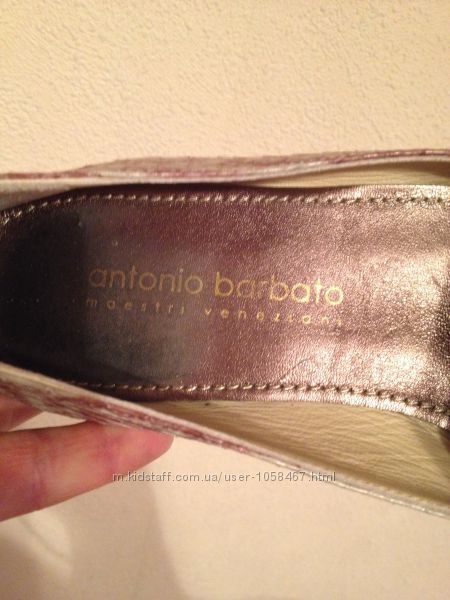 antonio barbato
maestri veneziani
m.kidstaff.com.ua/user-1058467.html